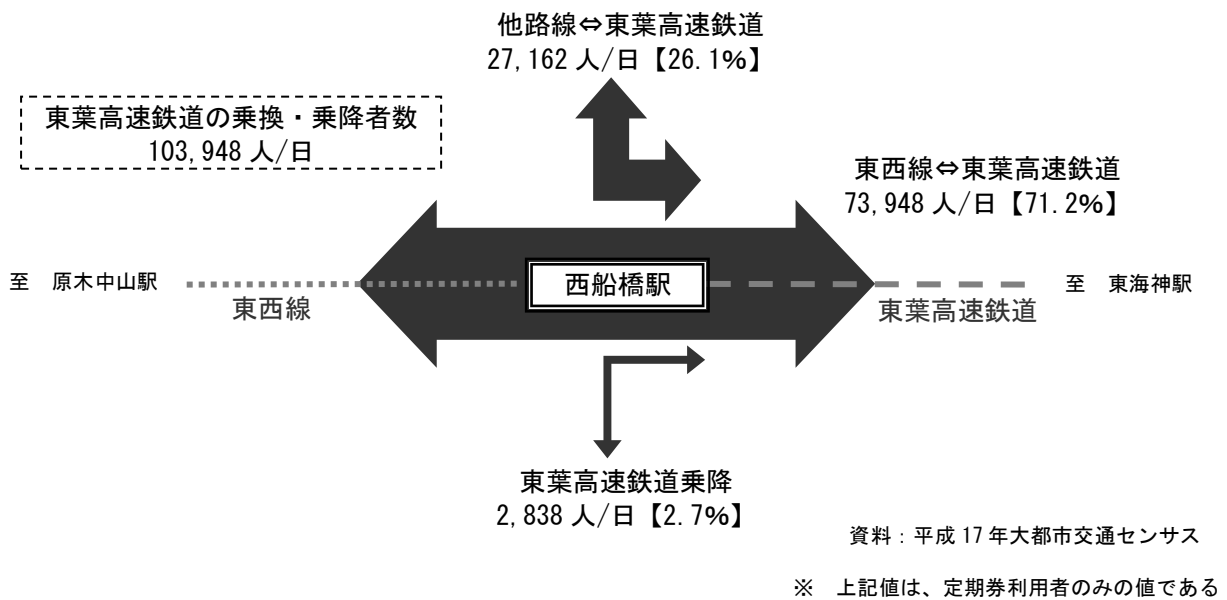 他路線⇔東葉高速鉄道
27,162 人/日【26.1%】
東葉高速鉄道の乗換・乗降者数
103,948 人/日
東西線⇔東葉高速鉄道
73,948 人/日【71.2%】
至 原木中山駅
西船橋駅
至 東海神駅
東西線
東葉高速鉄道
東葉高速鉄道乗降
2,838 人/日【2.7%】
資料：平成 17 年大都市交通センサス
※ 上記値は、定期券利用者のみの値である